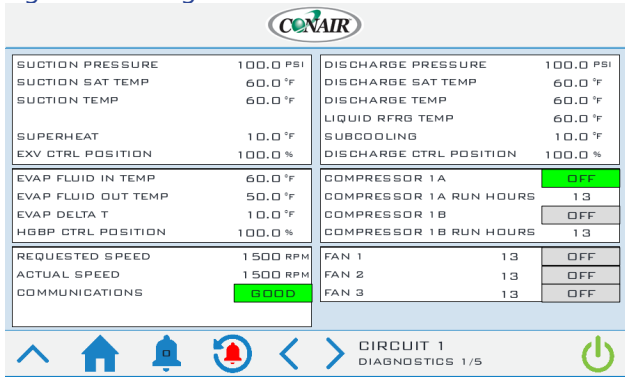 CONAIR
SUCTION PRESSURE 100.0 PSI
SUCTION SAT TEMP 60.0 °F
SUCTION TEMP 60.0 °F
SUPERHEAT 10.0 °F
EXV CTRL POSITION 100.0 %
DISCHARGE PRESSURE 100.0 PSI
DISCHARGE SAT TEMP 60.0 °F
DISCHARGE TEMP 60.0 °F
LIQUID RFRG TEMP 60.0 °F
SUBCOOLING 10.0 °F
DISCHARGE CTRL POSITION 100.0 %
EVAP FLUID IN TEMP 60.0 °F
EVAP FLUID OUT TEMP 50.0 °F
EVAP DELTA T 10.0 °F
HGBP CTRL POSITION 100.0 %
COMPRESSOR 1A OFF
COMPRESSOR 1A RUN HOURS 13
COMPRESSOR 1B OFF
COMPRESSOR 1B RUN HOURS 13
REQUESTED SPEED 1500 RPM
ACTUAL SPEED 1500 RPM
COMMUNICATIONS GOOD
FAN 1 13 OFF
FAN 2 13 OFF
FAN 3 13 OFF
0
CIRCUIT 1
DIAGNOSTICS 1/5